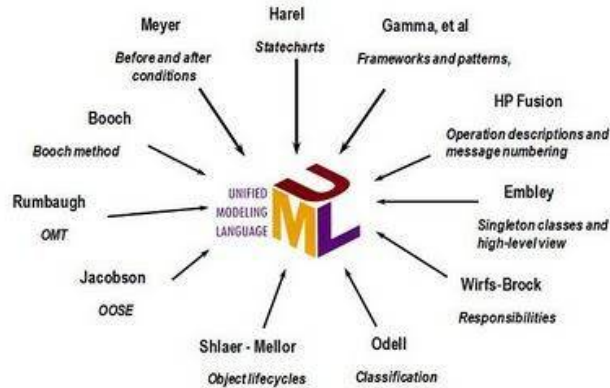 Meyer
Before and after
conditions
Harel
Statecharts
Gamma, et al
Frameworks and patterns,
HP Fusion
Operation descriptions and
message numbering
Booch
Booch method
Embley
Singleton classes and
high-level view
Rumbaugh
OMT
UNIFIED
MODELING
LANGUAGE
UML
Jacobson
OOSE
Wirfs-Brock
Responsibilities
Shlaer - Mellor
Object lifecycles
Odell
Classification